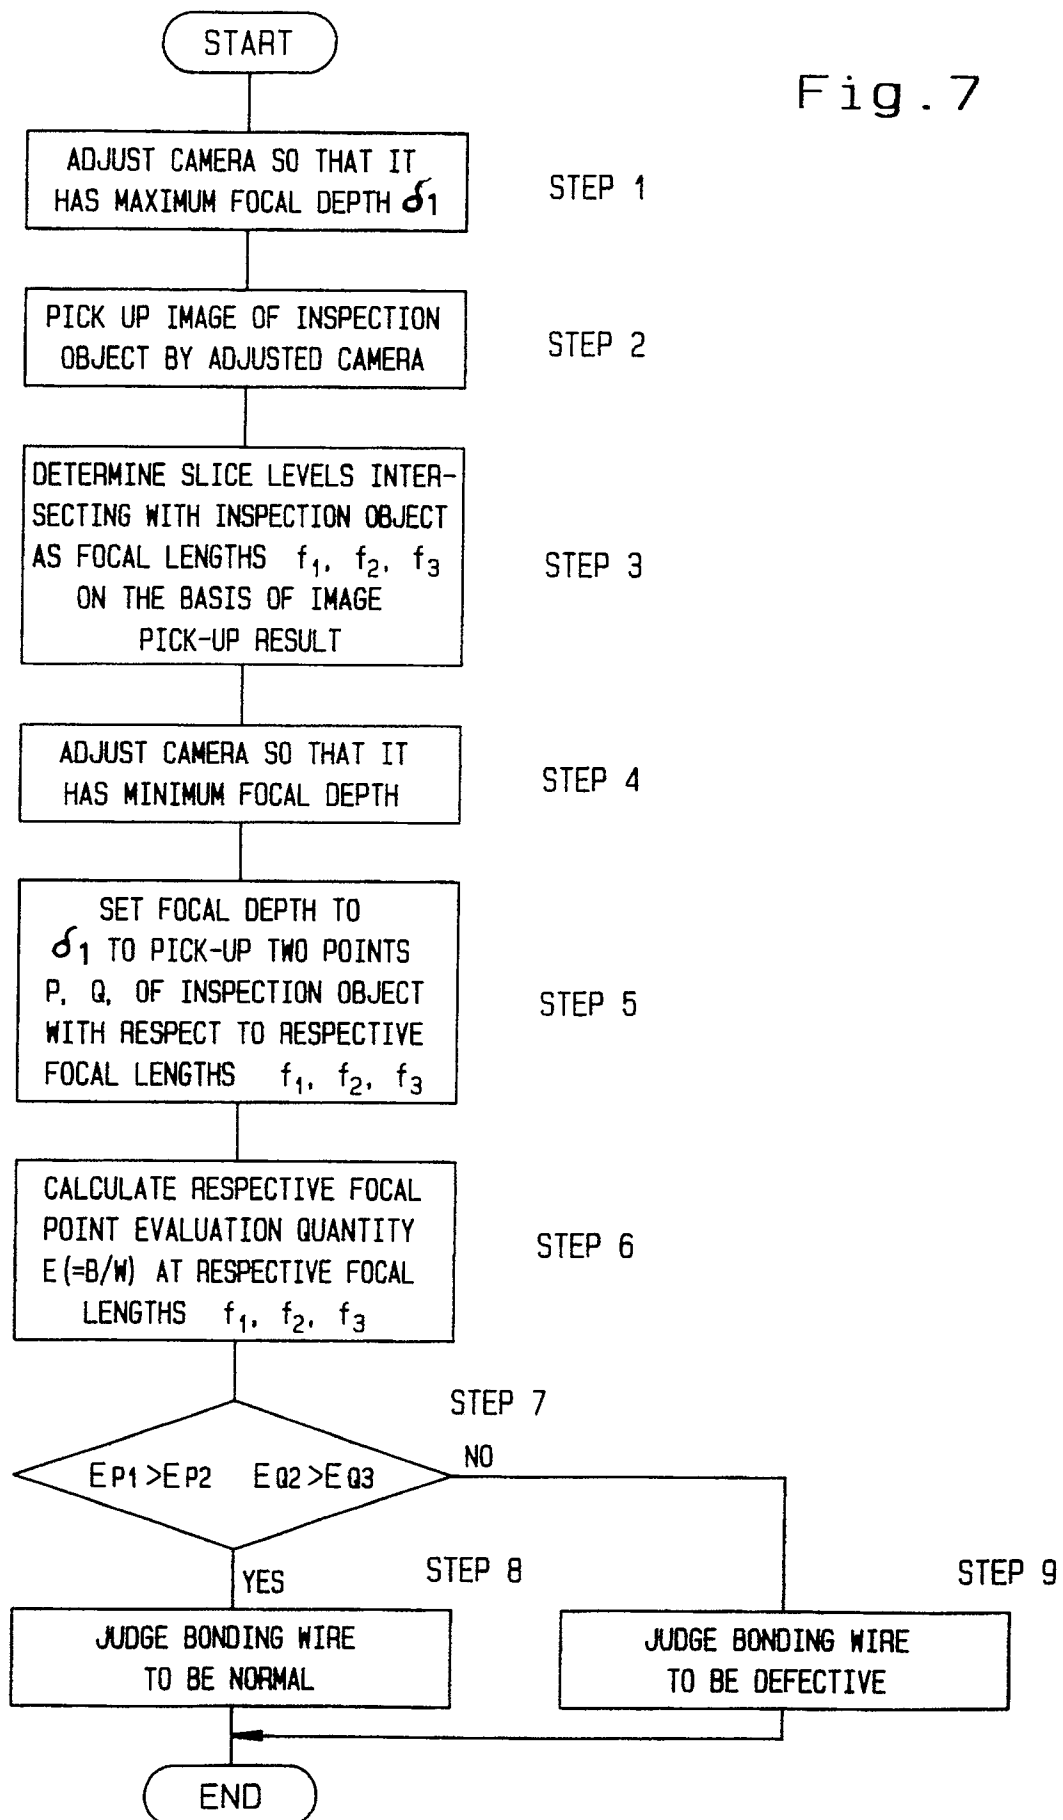 START
Fig.7
ADJUST CAMERA SO THAT IT
HAS MAXIMUM FOCAL DEPTH δ1
STEP 1
PICK UP IMAGE OF INSPECTION
OBJECT BY ADJUSTED CAMERA
STEP 2
DETERMINE SLICE LEVELS INTER-
SECTING WITH INSPECTION OBJECT
AS FOCAL LENGTHS f1, f2, f3
ON THE BASIS OF IMAGE
PICK-UP RESULT
STEP 3
ADJUST CAMERA SO THAT IT
HAS MINIMUM FOCAL DEPTH
STEP 4
SET FOCAL DEPTH TO
δ1 TO PICK-UP TWO POINTS
P, Q, OF INSPECTION OBJECT
WITH RESPECT TO RESPECTIVE
FOCAL LENGTHS f1, f2, f3
STEP 5
CALCULATE RESPECTIVE FOCAL
POINT EVALUATION QUANTITY
E(=B/W) AT RESPECTIVE FOCAL
LENGTHS f1, f2, f3
STEP 6
STEP 7
EP1>EP2 EQ2>EQ3
NO
YES
STEP 8
JUDGE BONDING WIRE
TO BE NORMAL
STEP 9
JUDGE BONDING WIRE
TO BE DEFECTIVE
END